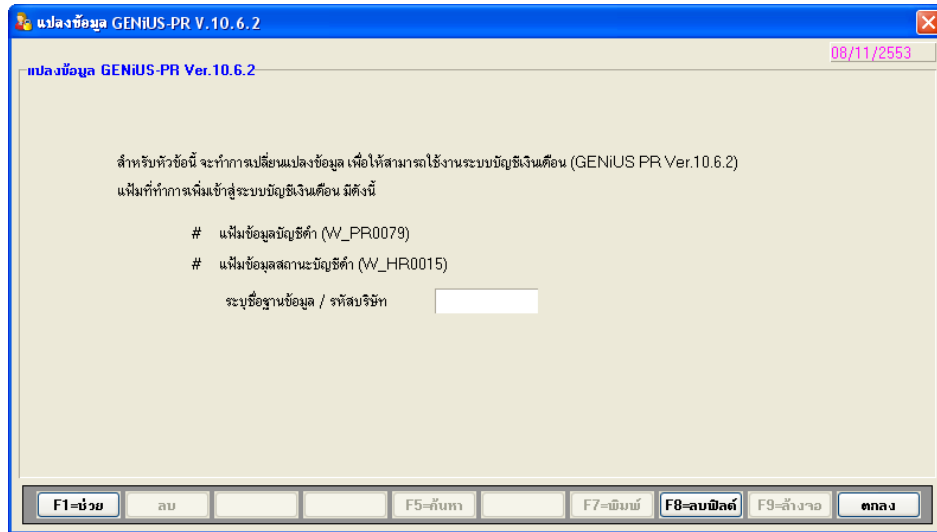 แปลงข้อมูล GENiUS-PR V.10.6.2
08/11/2553
แปลงข้อมูล GENiUS-PR Ver.10.6.2
สำหรับหัวข้อนี้ จะทำการเปลี่ยนแปลงข้อมูล เพื่อให้สามารถใช้งานระบบบัญชีเงินเดือน (GENiUS PR Ver.10.6.2)
แฟ้มที่ทำการเพิ่มเข้าสู่ระบบบัญชีเงินเดือน มีดังนี้
# แฟ้มข้อมูลบัญชีดำ (W_PR0079)
# แฟ้มข้อมูลสถานะบัญชีดำ (W_HR0015)
ระบุชื่อฐานข้อมูล / รหัสบริษัท
F1=ช่วย ลบ F5=ค้นหา F7=พิมพ์ F8=ลบฟิลด์ F9=ล้างจอ ตกลง